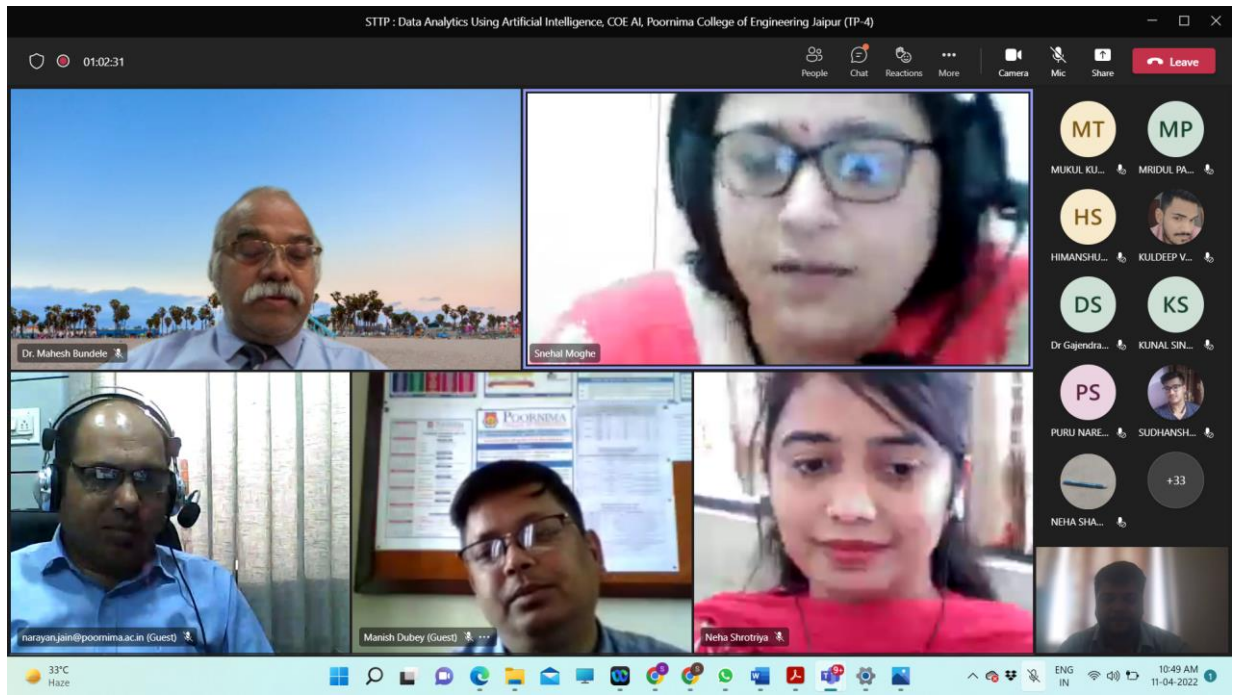 STTP : Data Analytics Using Artificial Intelligence, COE AI, Poornima College of Engineering Jaipur (TP-4)
01:02:31
People
Chat
Reactions
More
Camera
Mic
Share
Leave
Dr. Mahesh Bundele
Snehal Moghe
MT
MP
MUKUL KU...
MRIDUL PA...
HS
HIMANSHU...
KULDEEP V...
DS
KS
Dr Gajendra...
KUNAL SIN...
PS
PURU NARE...
SUDHANSH...
+33
NEHA SHA...
POORNIMA
narayan.jain@poornima.ac.in (Guest)
Manish Dubey (Guest)
Neha Shrotriya
33°C
Haze
9+
ENG
IN
10:49 AM
11-04-2022
1